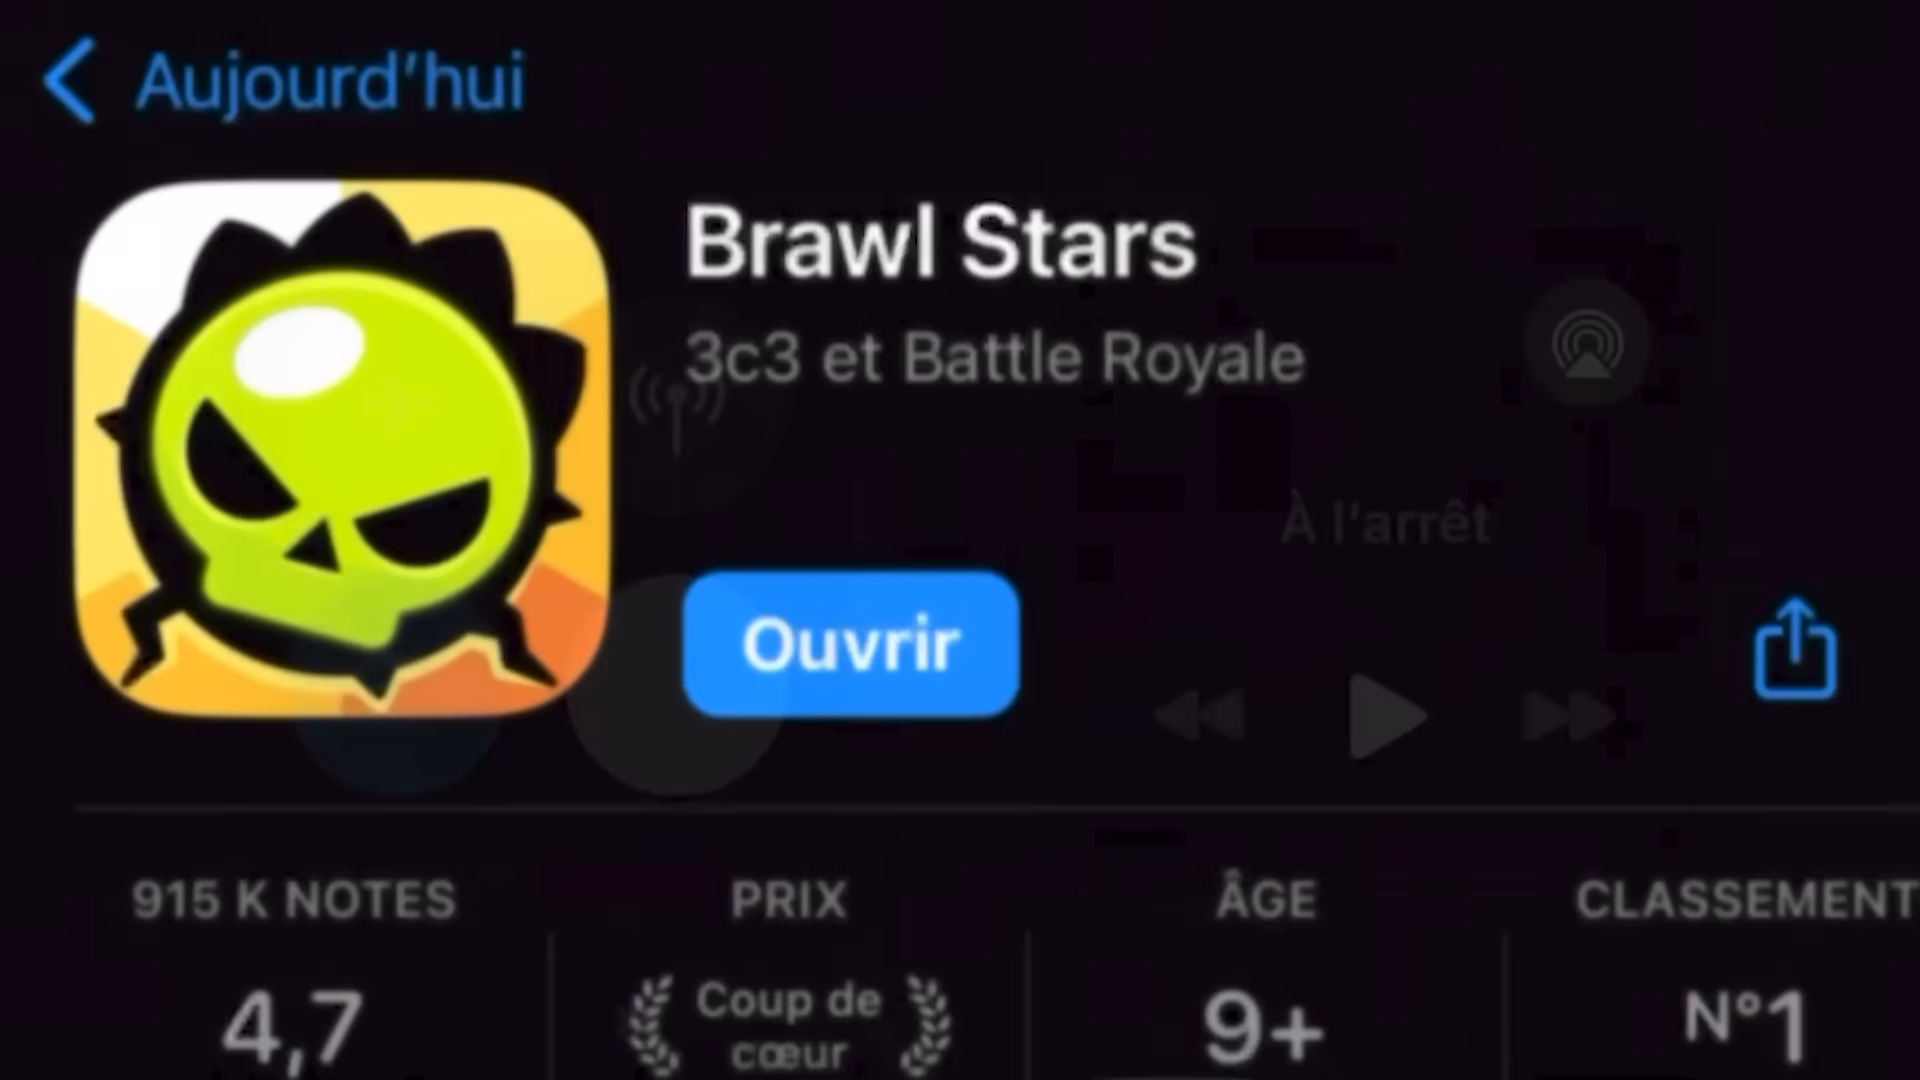 Aujourd'hui
Brawl Stars
3c3 et Battle Royale
À l'arrêt
Ouvrir
915 K NOTES
PRIX
ÂGE
CLASSEMENT
4,7
Coup de
cœur
9+
N°1